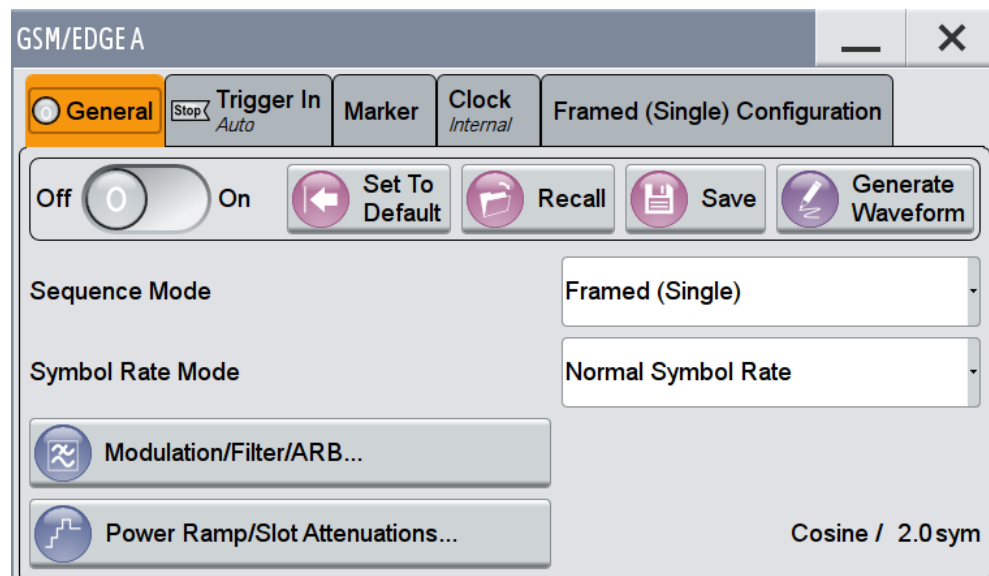 GSM/EDGE A
General
Stop
Trigger In
Auto
Marker
Clock
Internal
Framed (Single) Configuration
Off
0
On
Set To
Default
Recall
Save
Generate
Waveform
Sequence Mode
Framed (Single)
Symbol Rate Mode
Normal Symbol Rate
Modulation/Filter/ARB...
Power Ramp/Slot Attenuations...
Cosine / 2.0 sym